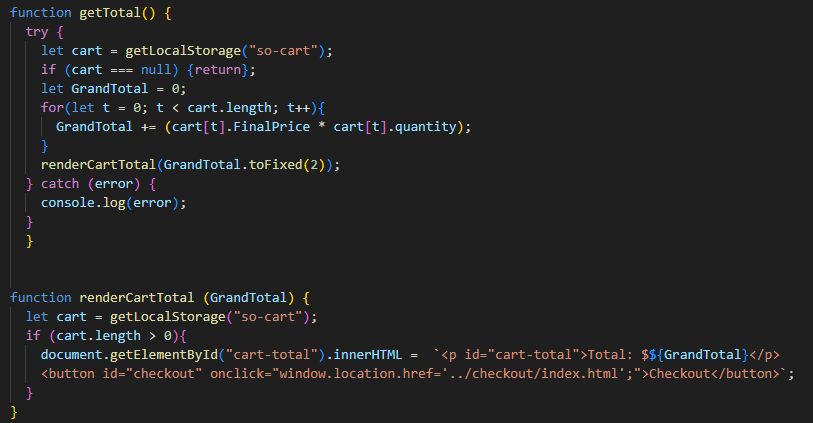 function getTotal() {
  try {
    let cart = getLocalStorage("so-cart");
    if (cart === null) {return};
    let GrandTotal = 0;
    for(let t = 0; t < cart.length; t++){
      GrandTotal += (cart[t].FinalPrice * cart[t].quantity);
    }
    renderCartTotal(GrandTotal.toFixed(2));
  } catch (error) {
    console.log(error);
  }
  }
function renderCartTotal (GrandTotal) {
  let cart = getLocalStorage("so-cart");
  if (cart.length > 0){
    document.getElementById("cart-total").innerHTML =  `<p id="cart-total">Total: $${GrandTotal}</p>
    <button id="checkout" onclick="window.location.href='../checkout/index.html';">Checkout</button>`;
  }
}